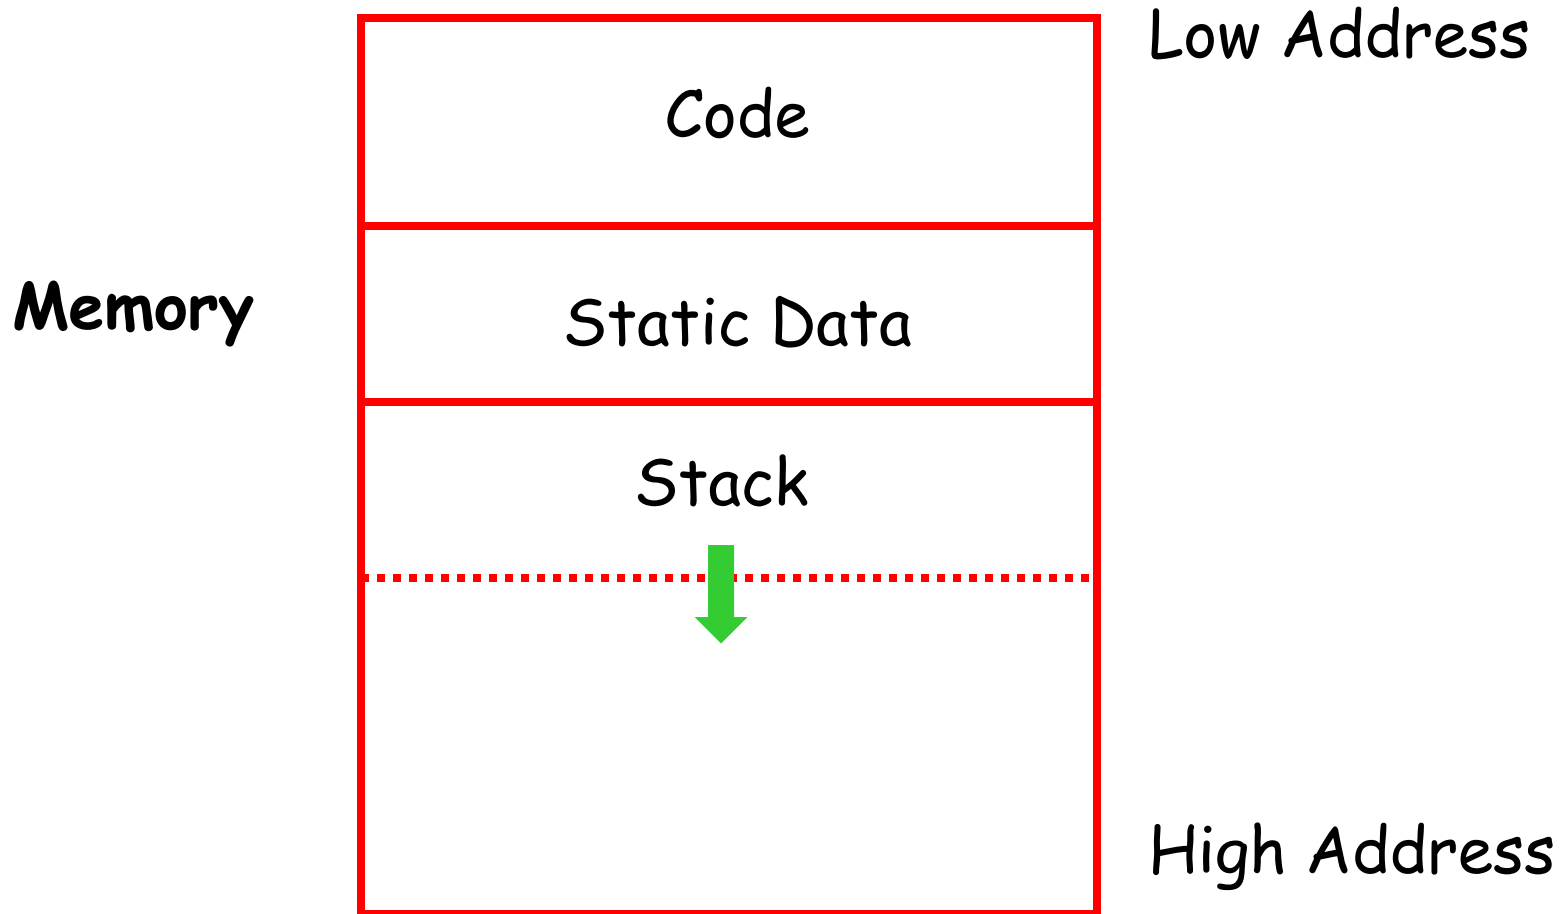 Low Address
Code
Memory
Static Data
Stack
High Address